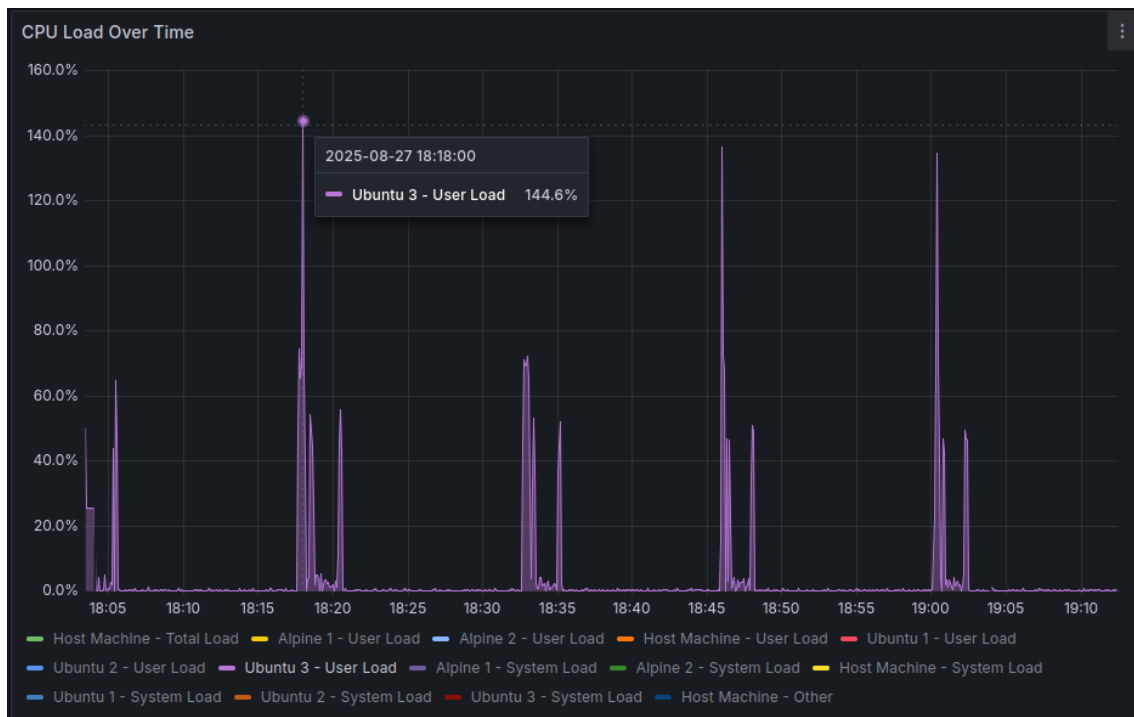 CPU Load Over Time
160.0%
140.0%
120.0%
100.0%
80.0%
60.0%
40.0%
20.0%
0.0%
2025-08-27 18:18:00
Ubuntu 3 - User Load 144.6%
18:05 18:10 18:15 18:20 18:25 18:30 18:35 18:40 18:45 18:50 18:55 19:00 19:05 19:10
Host Machine - Total Load Alpine 1 - User Load Alpine 2 - User Load Host Machine - User Load Ubuntu 1 - User Load
Ubuntu 2 - User Load Ubuntu 3 - User Load Alpine 1 - System Load Alpine 2 - System Load Host Machine - System Load
Ubuntu 1 - System Load Ubuntu 2 - System Load Ubuntu 3 - System Load Host Machine - Other